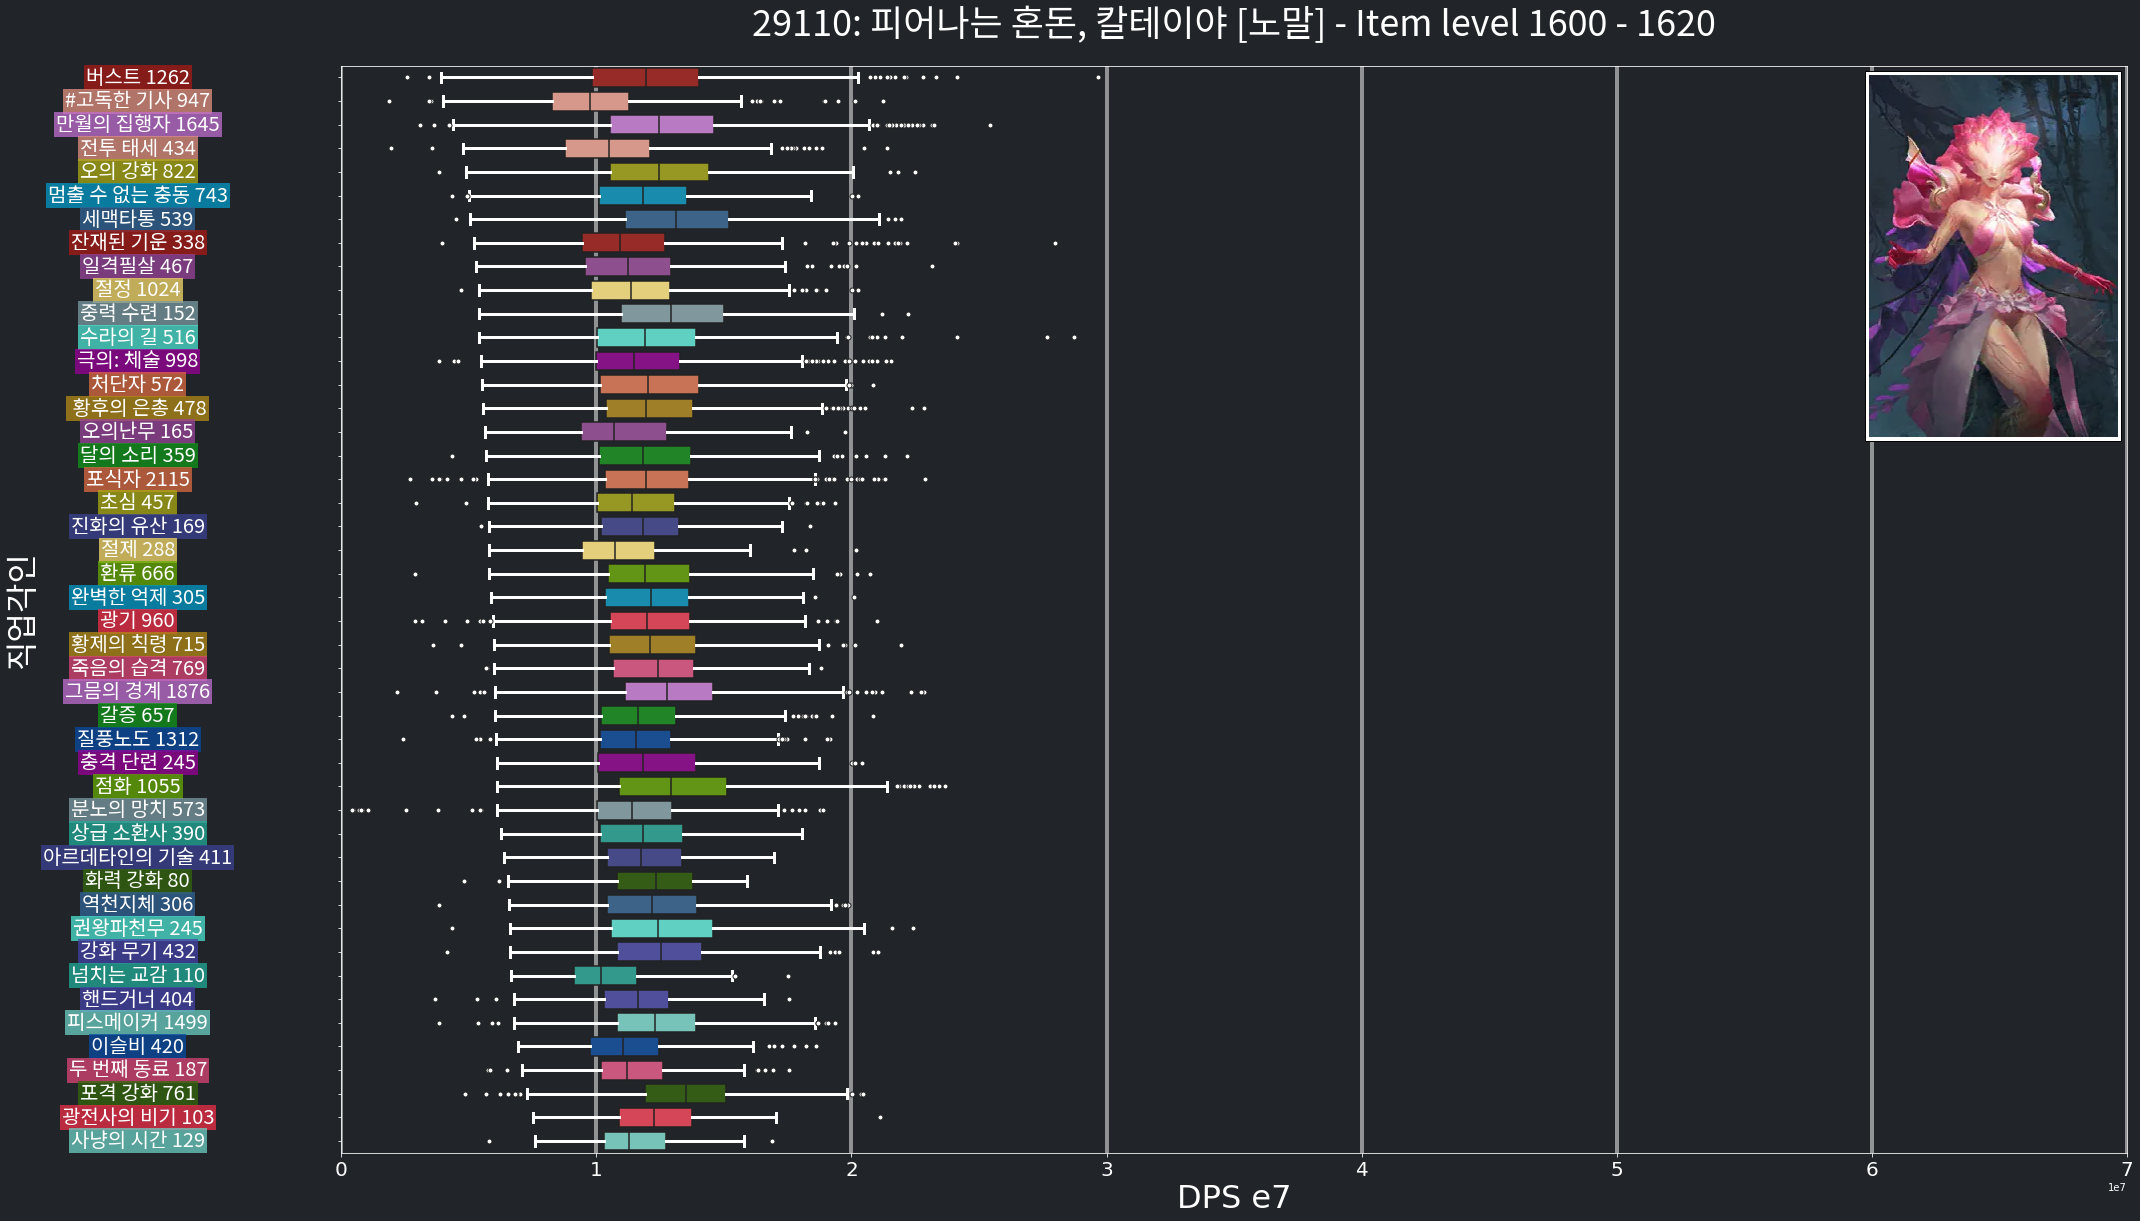 29110: 피어나는 혼돈, 칼테이야 [노말] - Item level 1600 - 1620
직업각인
버스트 1262
#고독한 기사 947
만월의 집행자 1645
전투 태세 434
오의 강화 822
멈출 수 없는 충동 743
세맥타통 539
잔재된 기운 338
일격필살 467
절정 1024
중력 수련 152
수라의 길 516
극의: 체술 998
처단자 572
황후의 은총 478
오의난무 165
달의 소리 359
포식자 2115
초심 457
진화의 유산 169
절제 288
환류 666
완벽한 억제 305
광기 960
황제의 칙령 715
죽음의 습격 769
그믐의 경계 1876
갈증 657
질풍노도 1312
충격 단련 245
점화 1055
분노의 망치 573
상급 소환사 390
아르데타인의 기술 411
화력 강화 80
역천지체 306
권왕파천무 245
강화 무기 432
넘치는 교감 110
핸드거너 404
피스메이커 1499
이슬비 420
두 번째 동료 187
포격 강화 761
광전사의 비기 103
사냥의 시간 129
0 1 2 3 4 5 6 7
1e7
DPS e7